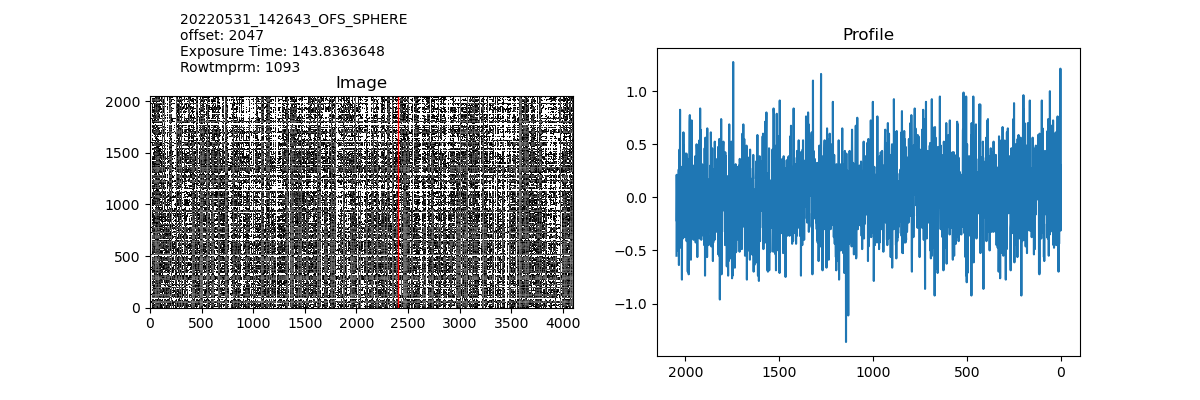 20220531_142643_OFS_SPHERE
offset: 2047
Exposure Time: 143.8363648
Rowtmprm: 1093
Image
2000
1500
1000
500
0
0 500 1000 1500 2000 2500 3000 3500 4000
Profile
1.0
0.5
0.0
−0.5
−1.0
2000 1500 1000 500 0